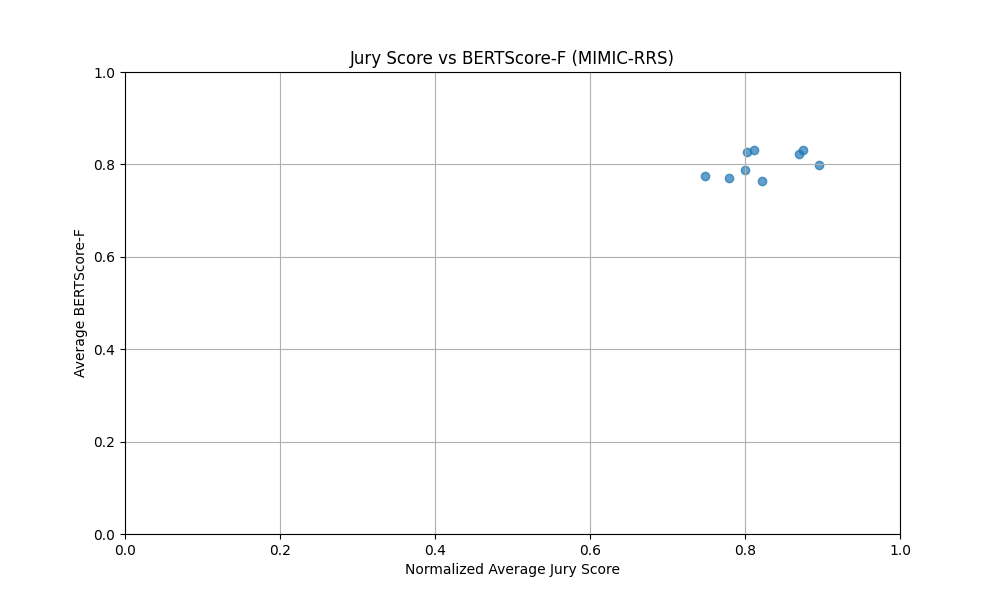 Jury Score vs BERTScore-F (MIMIC-RRS)
1.0
0.8
0.6
0.4
0.2
0.0
Average BERTScore-F
0.0 0.2 0.4 0.6 0.8 1.0
Normalized Average Jury Score